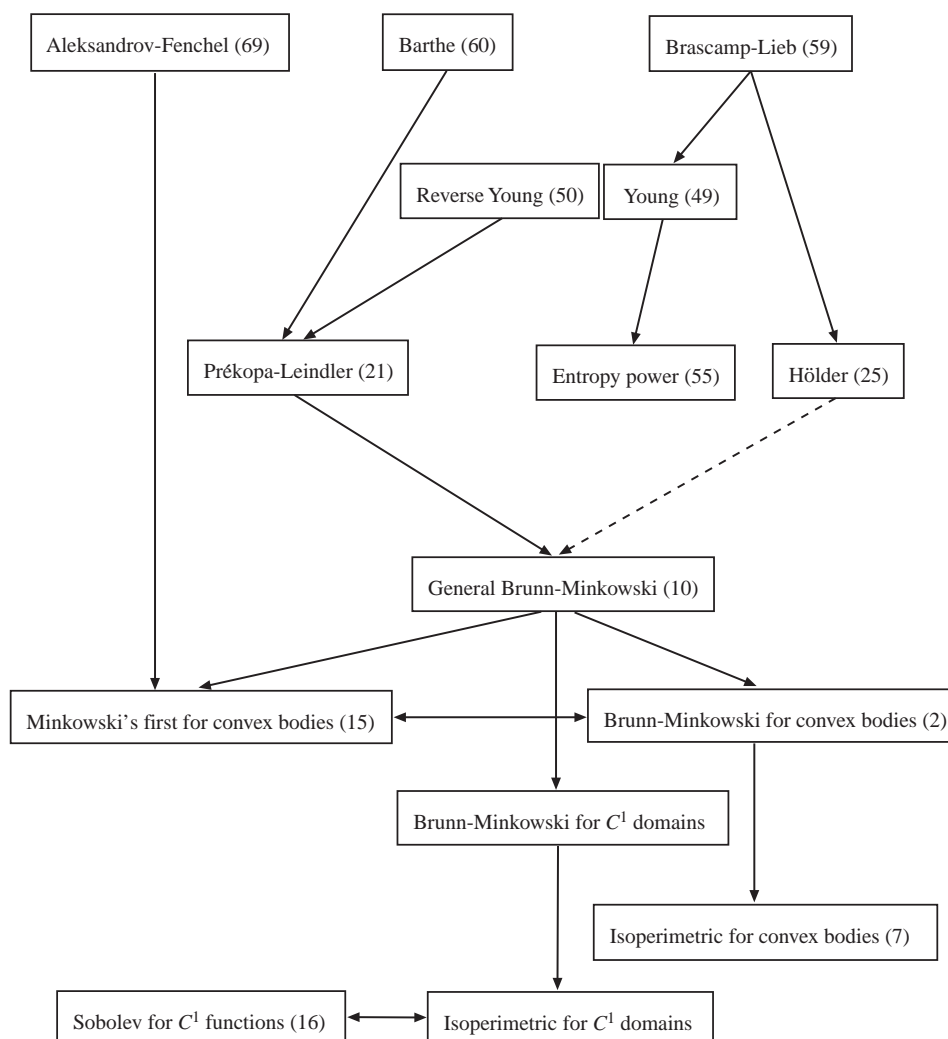 Aleksandrov-Fenchel (69)
Barthe (60)
Brascamp-Lieb (59)
Reverse Young (50)
Young (49)
Prékopa-Leindler (21)
Entropy power (55)
Hölder (25)
General Brunn-Minkowski (10)
Minkowski's first for convex bodies (15)
Brunn-Minkowski for convex bodies (2)
Brunn-Minkowski for C¹ domains
Isoperimetric for convex bodies (7)
Sobolev for C¹ functions (16)
Isoperimetric for C¹ domains